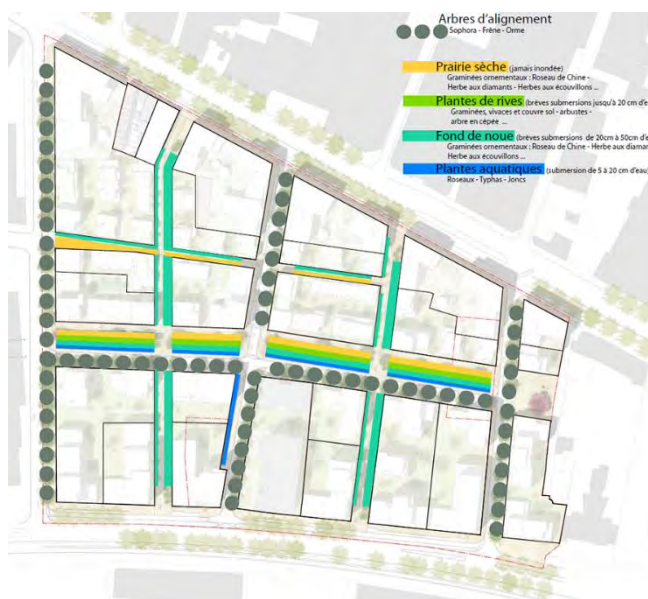 Arbres d'alignement
Sophora - Frêne - Orme
Prairie sèche (jamais inondée)
Graminées ornementaux : Roseau de Chine -
Herbe aux diamants - Herbes aux écouvillons ...
Plantes de rives (brèves submersions jusqu'à 20 cm d'e
Graminées, vivaces et couvre sol - arbustes -
arbre en cépée ...
Fond de noue (brèves submersions de 20cm à 50cm d'e
Graminées ornementaux : Roseau de Chine - Herbe aux diamar
Herbe aux écouvillons ...
Plantes aquatiques (submersion de 5 à 20 cm d'eau)
Roseaux - Typhas - Joncs